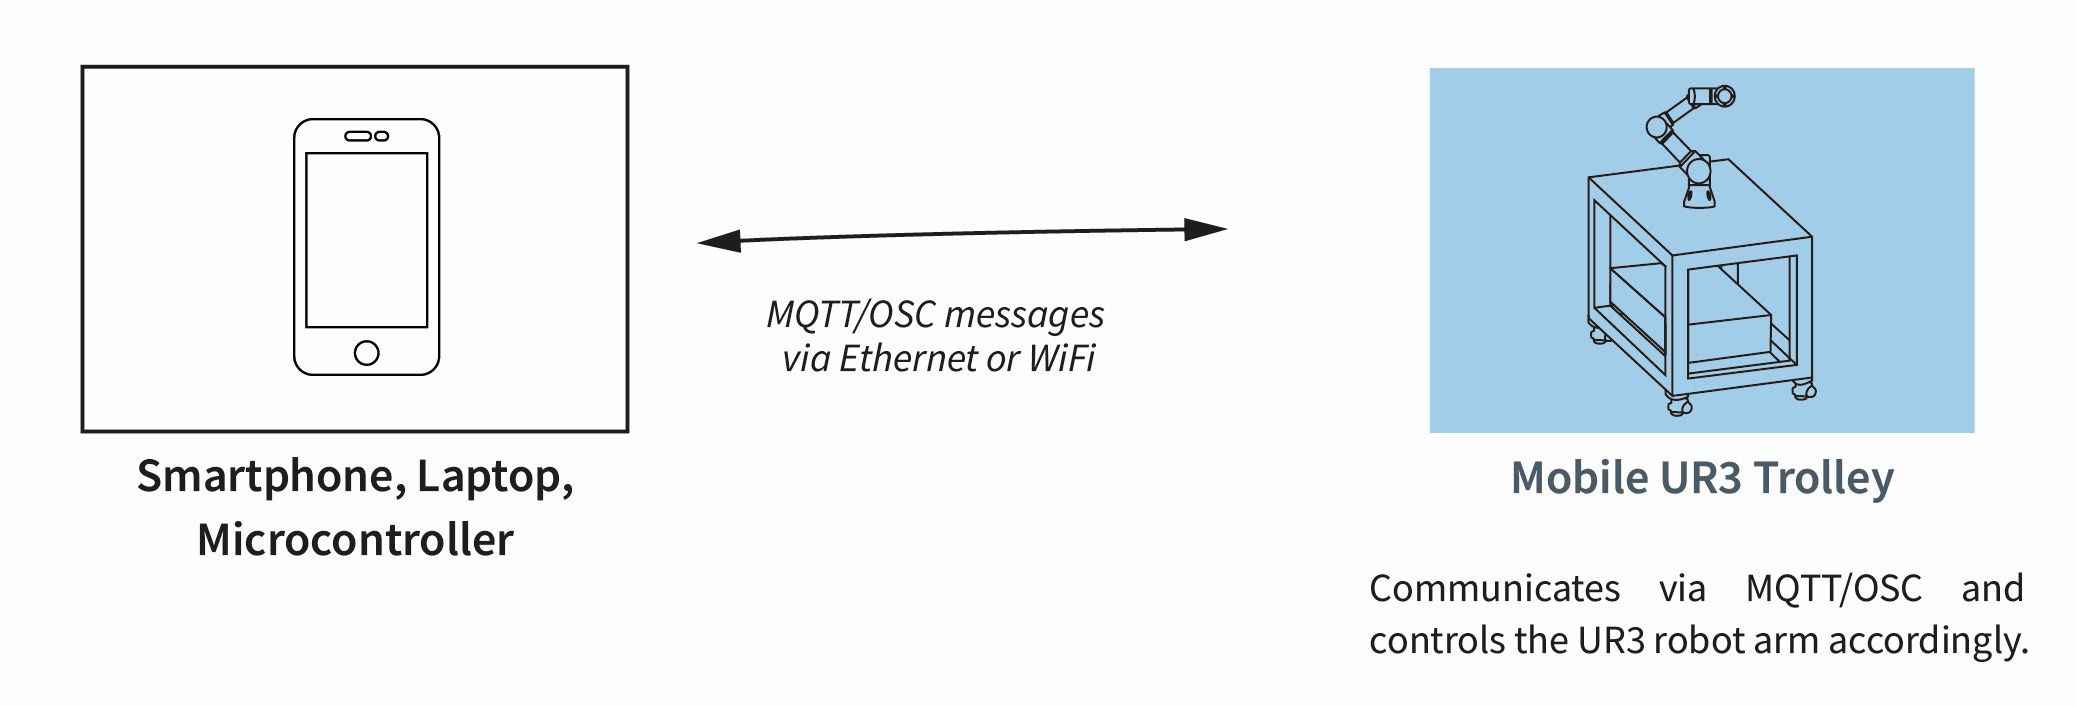 MQTT/OSC messages
via Ethernet or WiFi
Smartphone, Laptop,
Microcontroller
Mobile UR3 Trolley
Communicates via MQTT/OSC and
controls the UR3 robot arm accordingly.